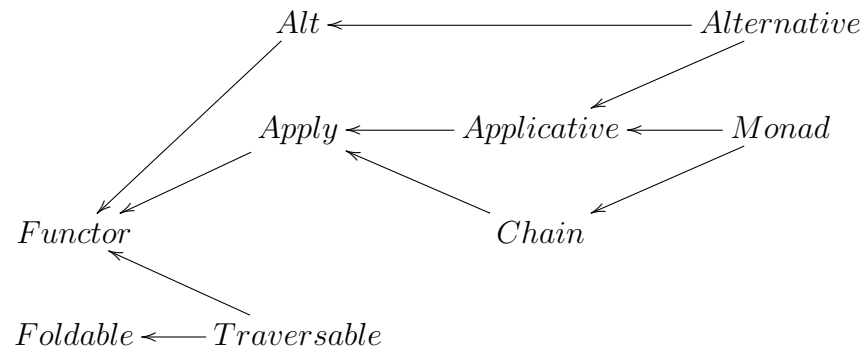 Alt Alternative
Apply Applicative Monad
Functor Chain
Foldable Traversable